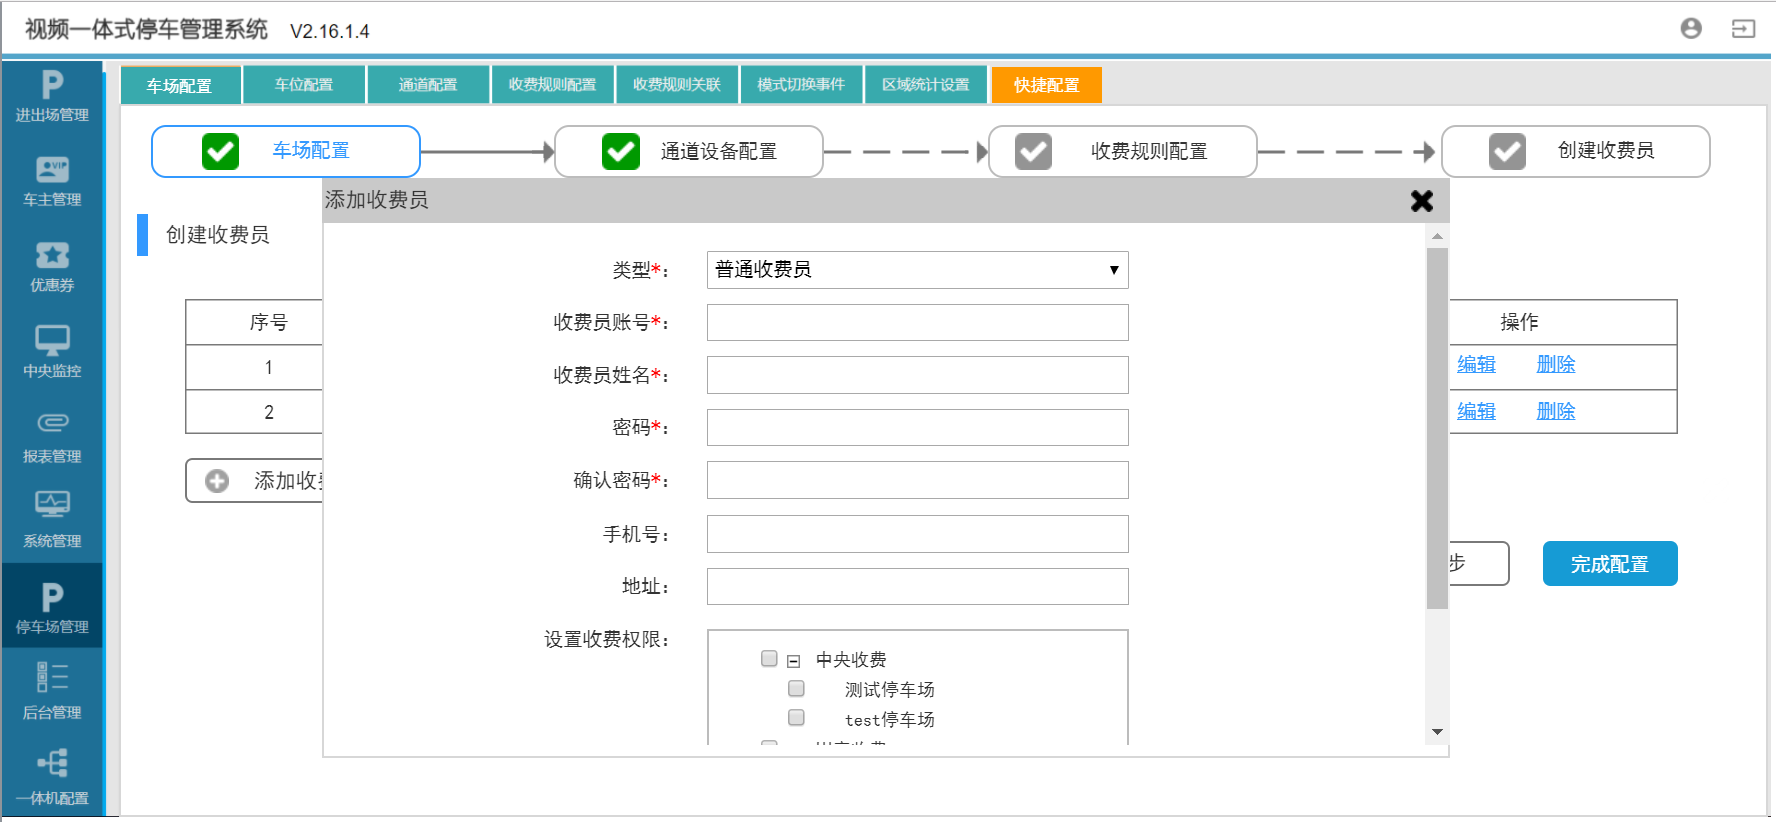 视频一体式停车管理系统 V2.16.1.4
进出场管理
车主管理
优惠券
中央监控
报表管理
系统管理
停车场管理
后台管理
一体机配置
车场配置 车位配置 通道配置 收费规则配置 收费规则关联 模式切换事件 区域统计设置 快捷配置
车场配置 通道设备配置 收费规则配置 创建收费员
创建收费员
序号 操作
1 编辑 删除
2 编辑 删除
添加收
步 完成配置
添加收费员
类型*： 普通收费员
收费员账号*：
收费员姓名*：
密码*：
确认密码*：
手机号：
地址：
设置收费权限：
中央收费
测试停车场
test停车场